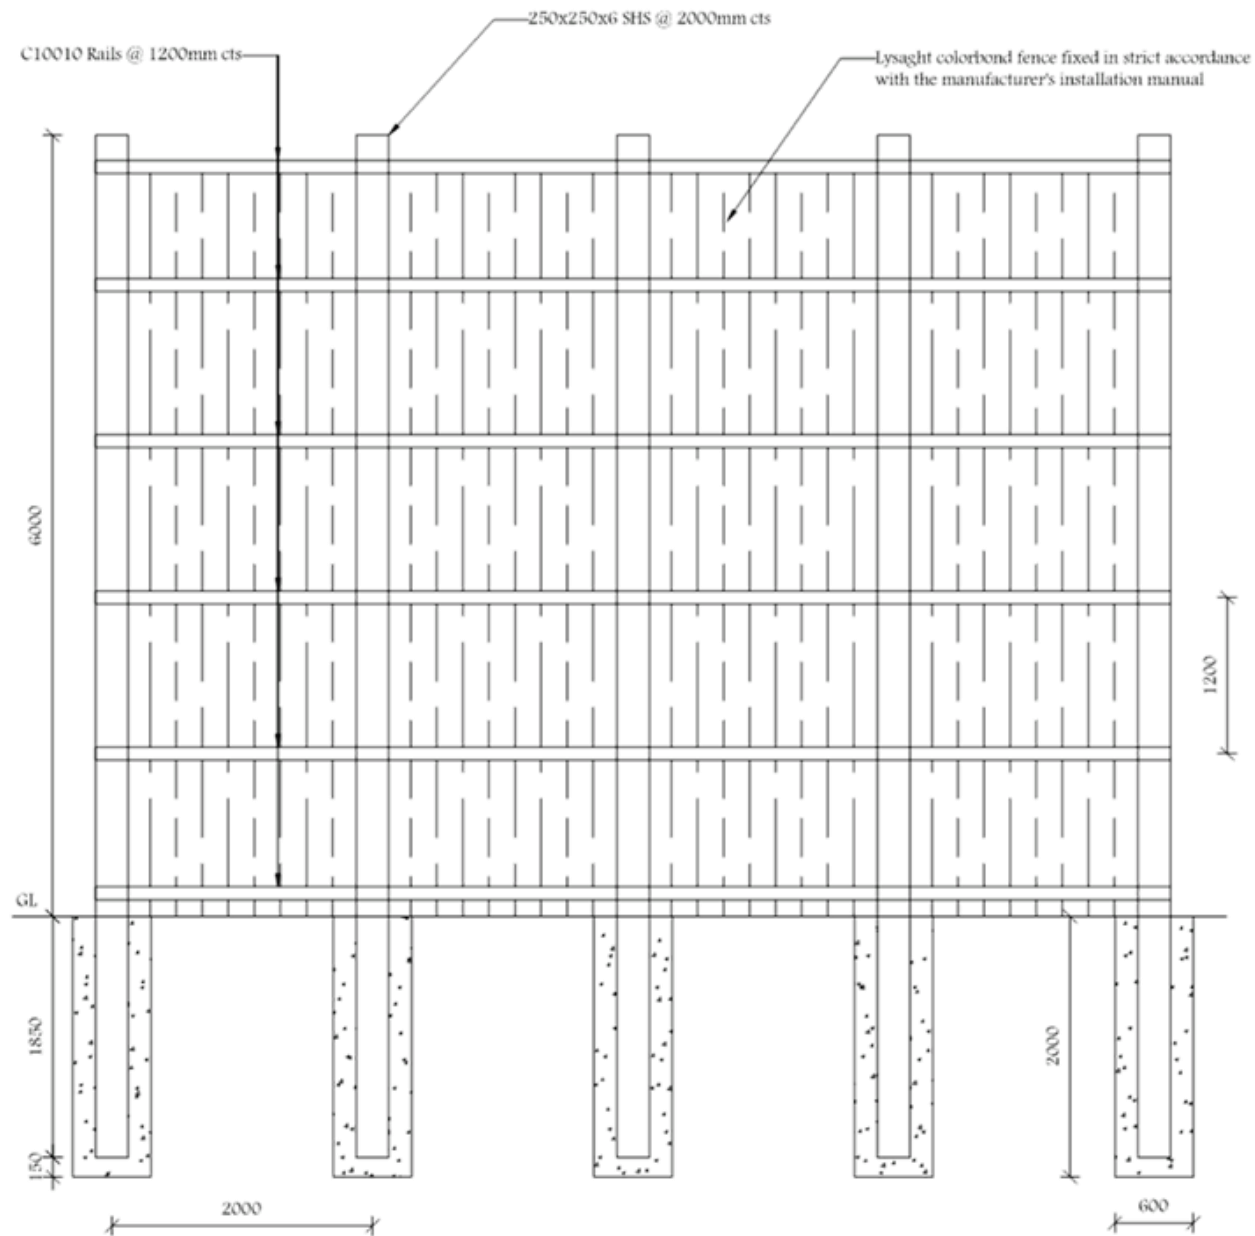 250x250x6 SHS @ 2000mm cts
C10010 Rails @ 1200mm cts
Lysaght colorbond fence fixed in strict accordance
with the manufacturer's installation manual
6000
1200
GL
1850
2000
150
2000
600